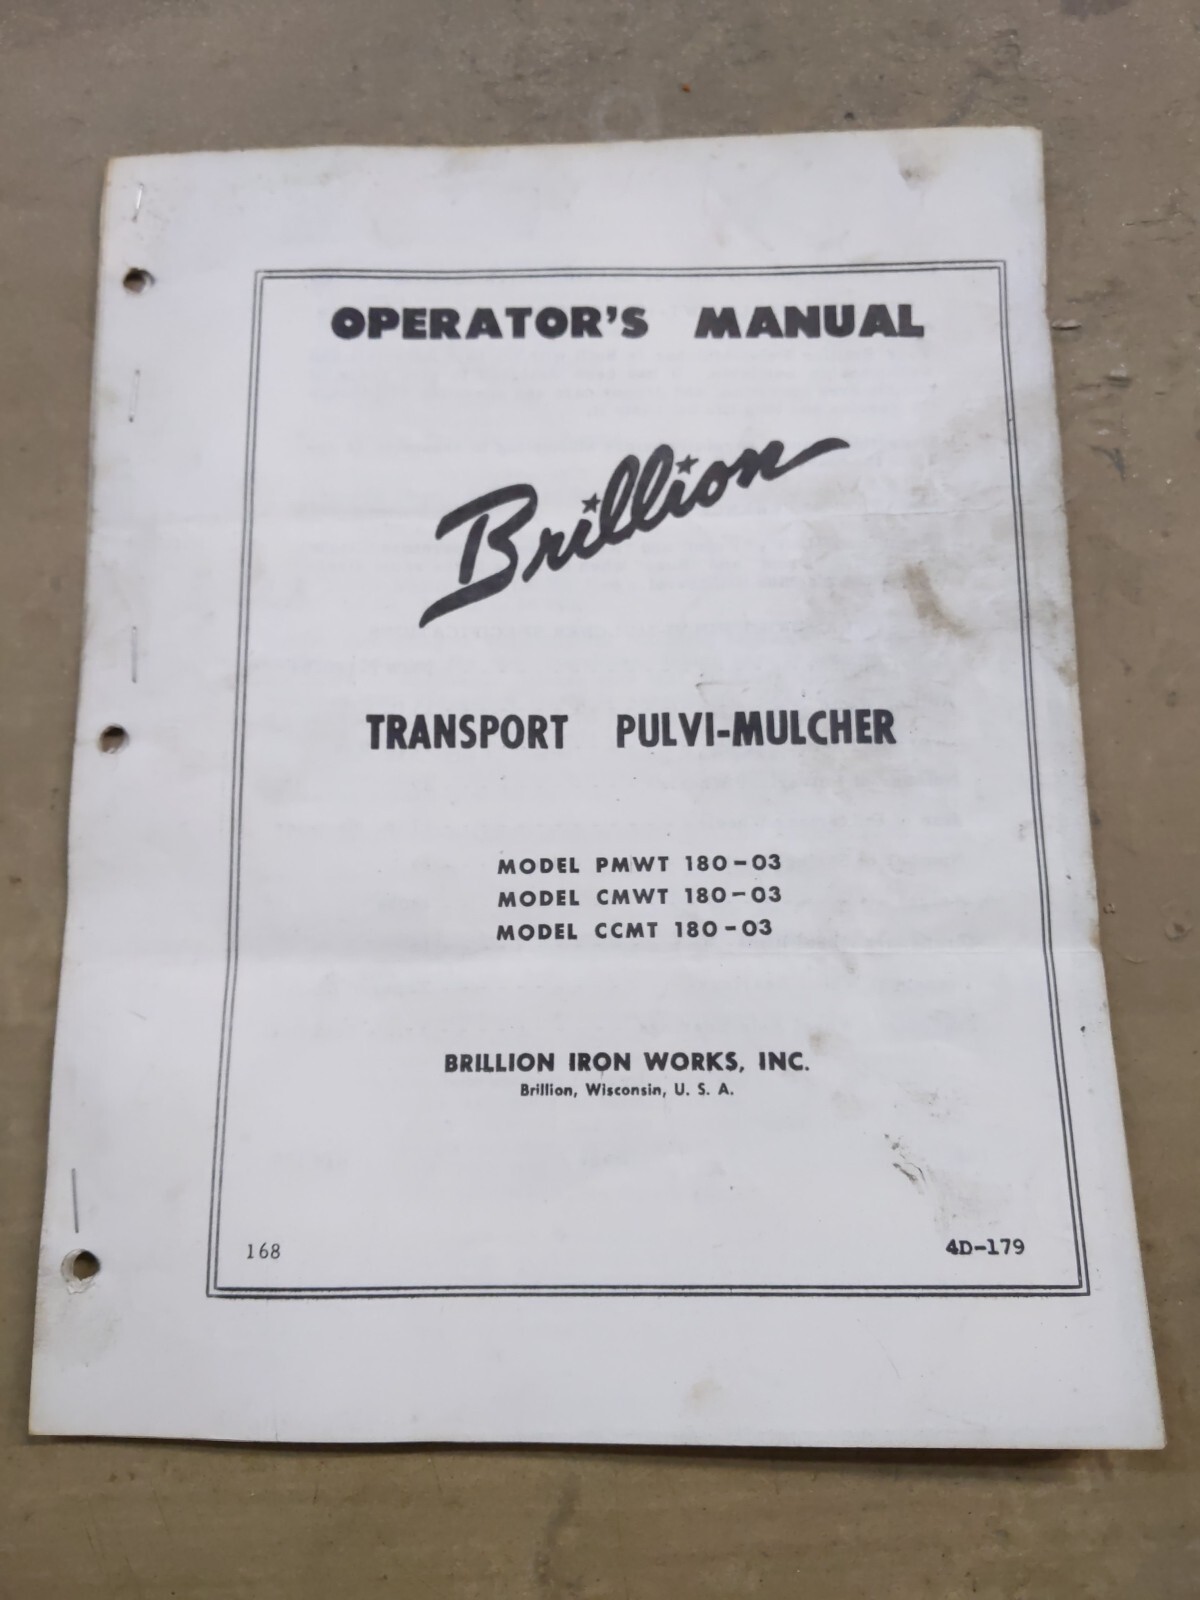 OPERATOR'S MANUAL
Brillion
TRANSPORT PULVI-MULCHER
MODEL PMWT 180-03
MODEL CMWT 180-03
MODEL CCMT 180-03
BRILLION IRON WORKS, INC.
Brillion, Wisconsin, U. S. A.
168
4D-179